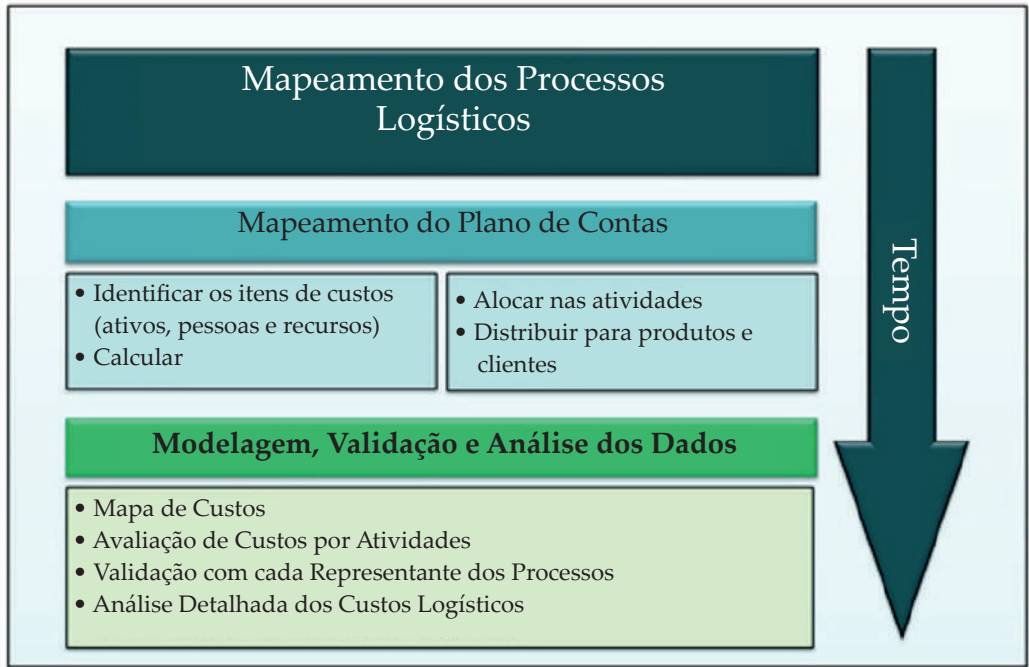 Mapeamento dos Processos
Logísticos
Mapeamento do Plano de Contas
• Identificar os itens de custos
(ativos, pessoas e recursos)
• Calcular
• Alocar nas atividades
• Distribuir para produtos e
clientes
Modelagem, Validação e Análise dos Dados
• Mapa de Custos
• Avaliação de Custos por Atividades
• Validação com cada Representante dos Processos
• Análise Detalhada dos Custos Logísticos
Tempo